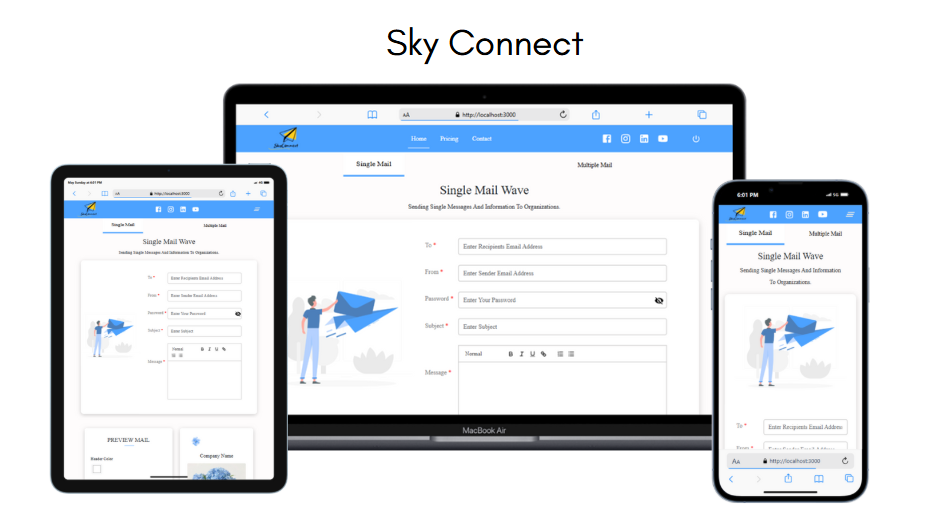 Sky Connect
AA http://localhost:3000
Home Pricing Contact
Single Mail Multiple Mail
Single Mail Wave
Sending Single Messages And Information To Organizations.
To * Enter Recipients Email Address
From * Enter Sender Email Address
Password * Enter Your Password
Subject * Enter Subject
Normal B I U
Message *
MacBook Air
6:01 PM
AA http://localhost:3000
Single Mail Multiple Mail
Single Mail Wave
Sending Single Messages And Information To Organizations.
To * Enter Recipients Email Address
From * Enter Sender Email Address
Password * Enter Your Password
Subject * Enter Subject
Normal B I U
Message *
PREVIEW MAIL
Header Color
Company Name
6:01 PM 5G
Single Mail Multiple Mail
Single Mail Wave
Sending Single Messages And Information
To Organizations.
To * Enter Recipients Email Address
From * Enter Sender Email Address
AA http://localhost:3000